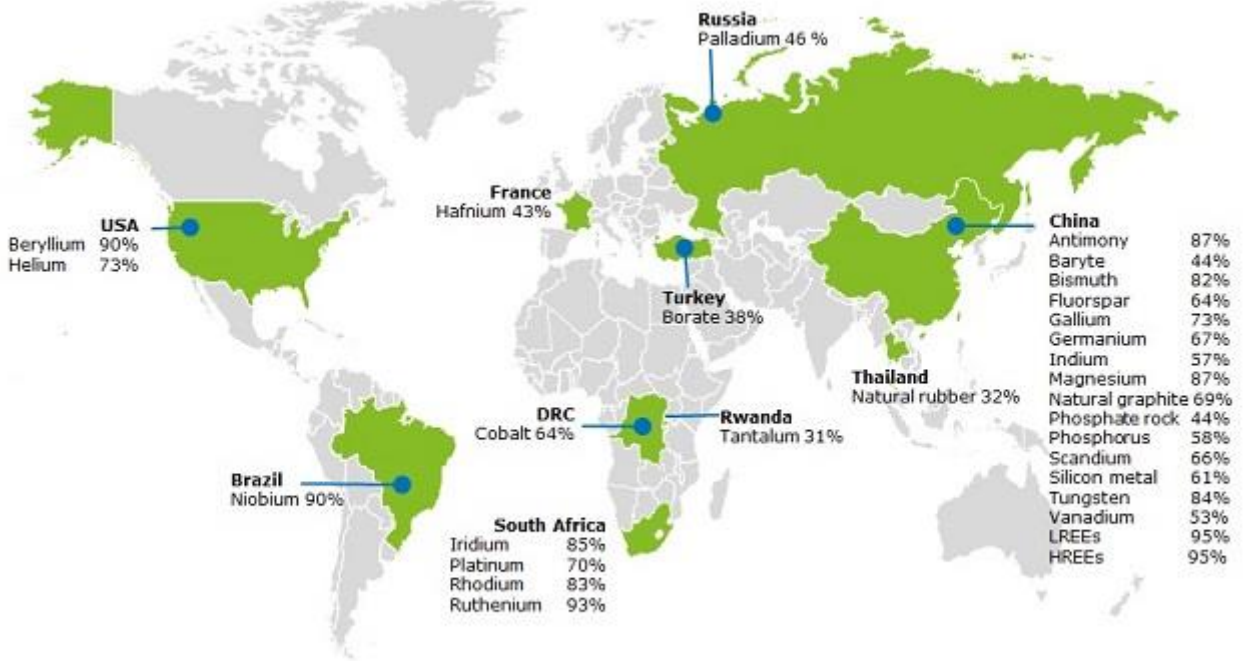 Russia
Palladium 46 %
France
Hafnium 43%
USA
Beryllium 90%
Helium 73%
Turkey
Borate 38%
China
Antimony 87%
Baryte 44%
Bismuth 82%
Fluorspar 64%
Gallium 73%
Germanium 67%
Indium 57%
Magnesium 87%
Natural graphite 69%
Phosphate rock 44%
Phosphorus 58%
Scandium 66%
Silicon metal 61%
Tungsten 84%
Vanadium 53%
LREEs 95%
HREEs 95%
Thailand
Natural rubber 32%
DRC
Cobalt 64%
Rwanda
Tantalum 31%
Brazil
Niobium 90%
South Africa
Iridium 85%
Platinum 70%
Rhodium 83%
Ruthenium 93%